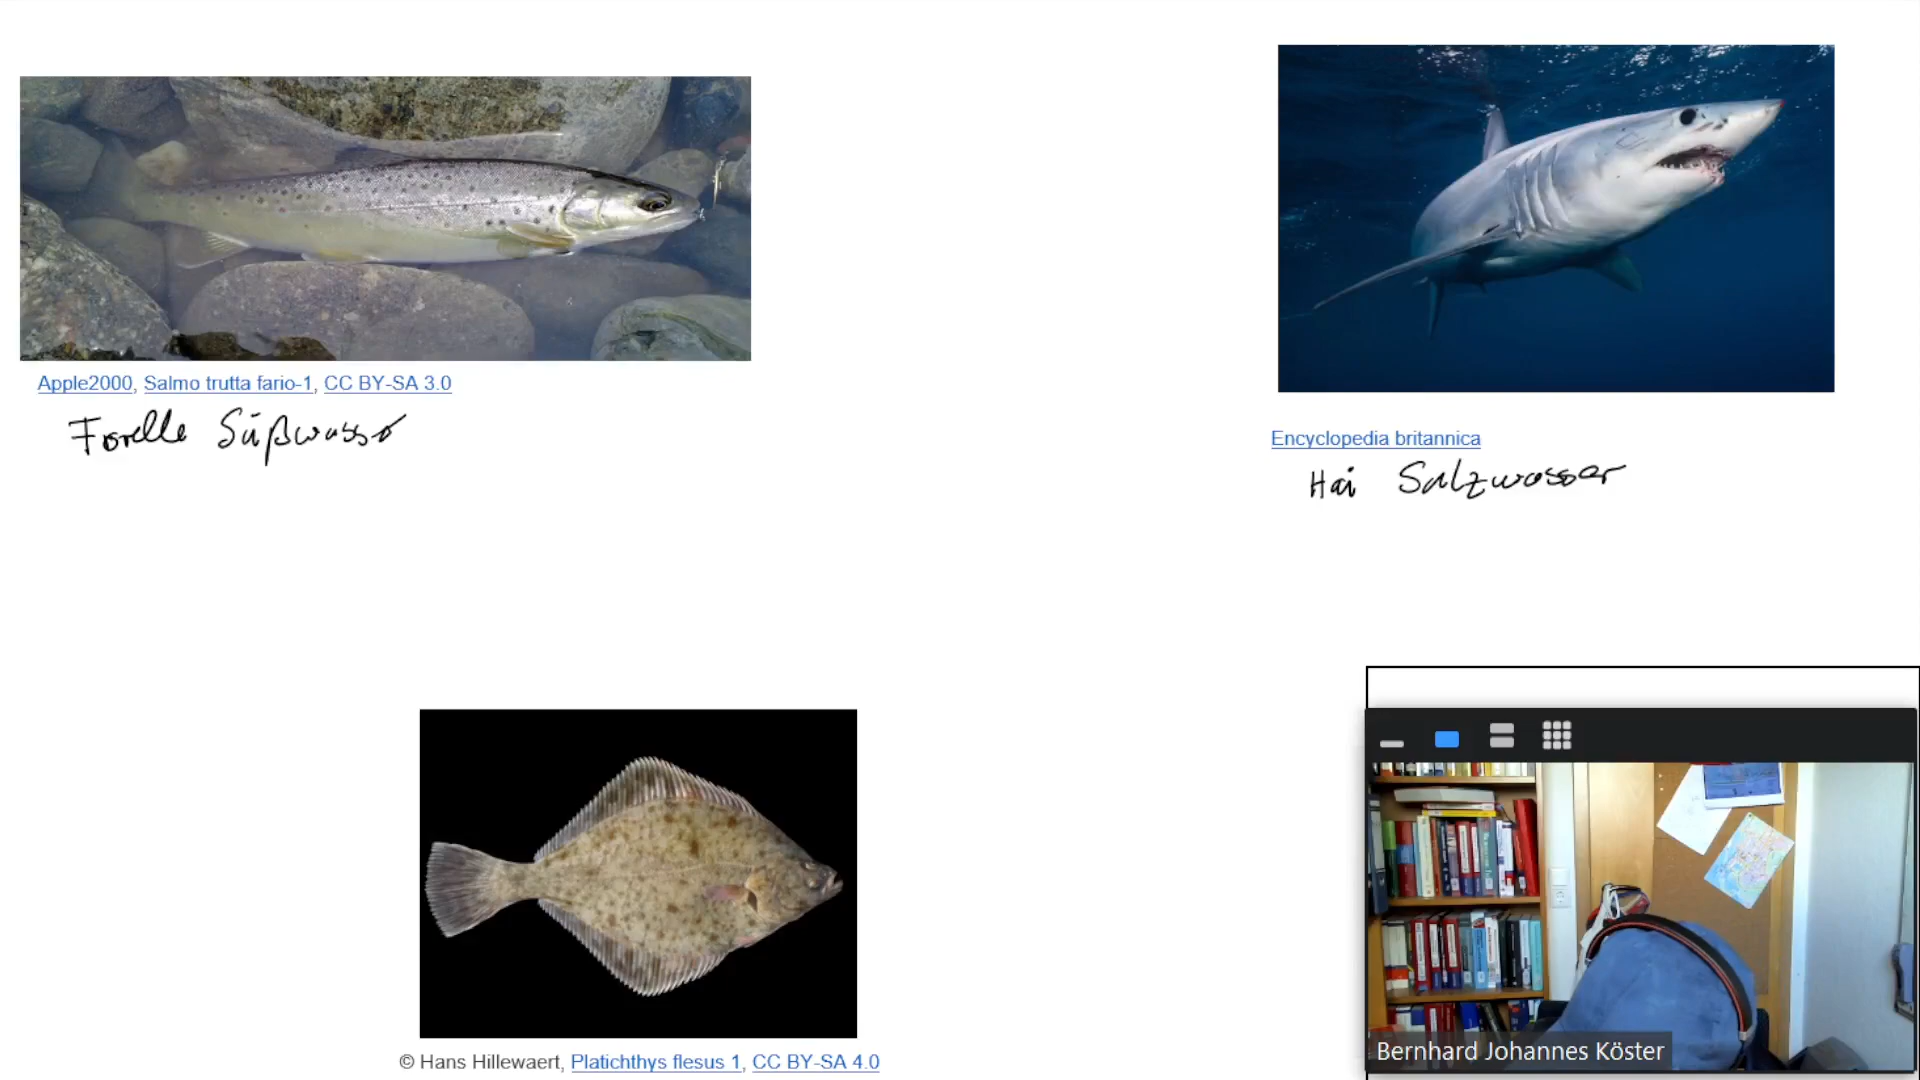 Apple2000, Salmo trutta fario-1, CC BY-SA 3.0
Forelle Süßwasser
Encyclopedia britannica
Hai Salzwasser
© Hans Hillewaert, Platichthys flesus 1, CC BY-SA 4.0
Bernhard Johannes Köster